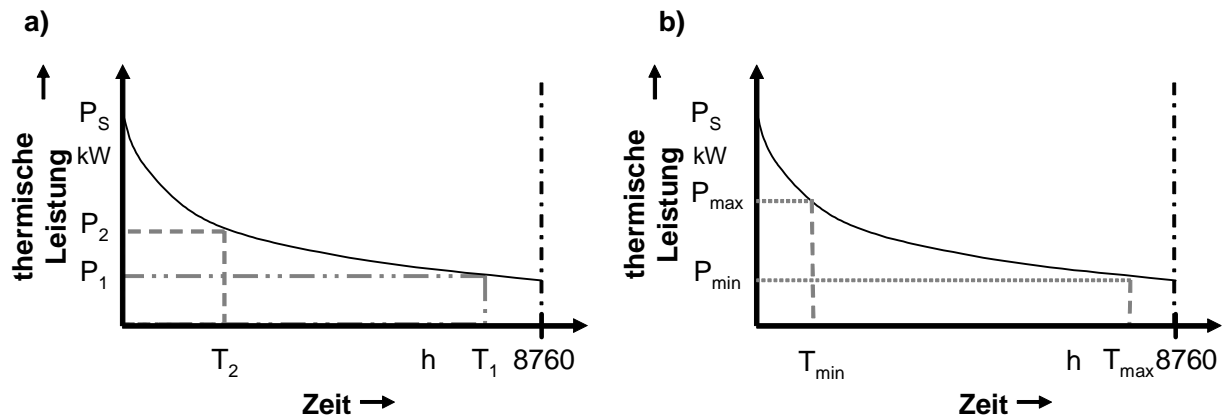 a)
P_S
kW
P_2
P_1
thermische
Leistung
T_2
h
T_1
8760
Zeit
b)
P_S
kW
P_max
P_min
thermische
Leistung
T_min
h
T_max
8760
Zeit